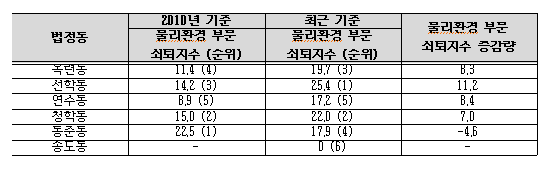 법정동 2010년 기준 최근 기준 물리환경 부문
물리환경 부문 물리환경 부문 쇠퇴지수 증감량
쇠퇴지수 (순위) 쇠퇴지수 (순위)
옥련동 11.4 (4) 19.7 (3) 8.3
선학동 14.2 (3) 25.4 (1) 11.2
연수동 8.9 (5) 17.2 (5) 8.4
청학동 15.0 (2) 22.0 (2) 7.0
동춘동 22.5 (1) 17.9 (4) -4.6
송도동 - 0 (6) -